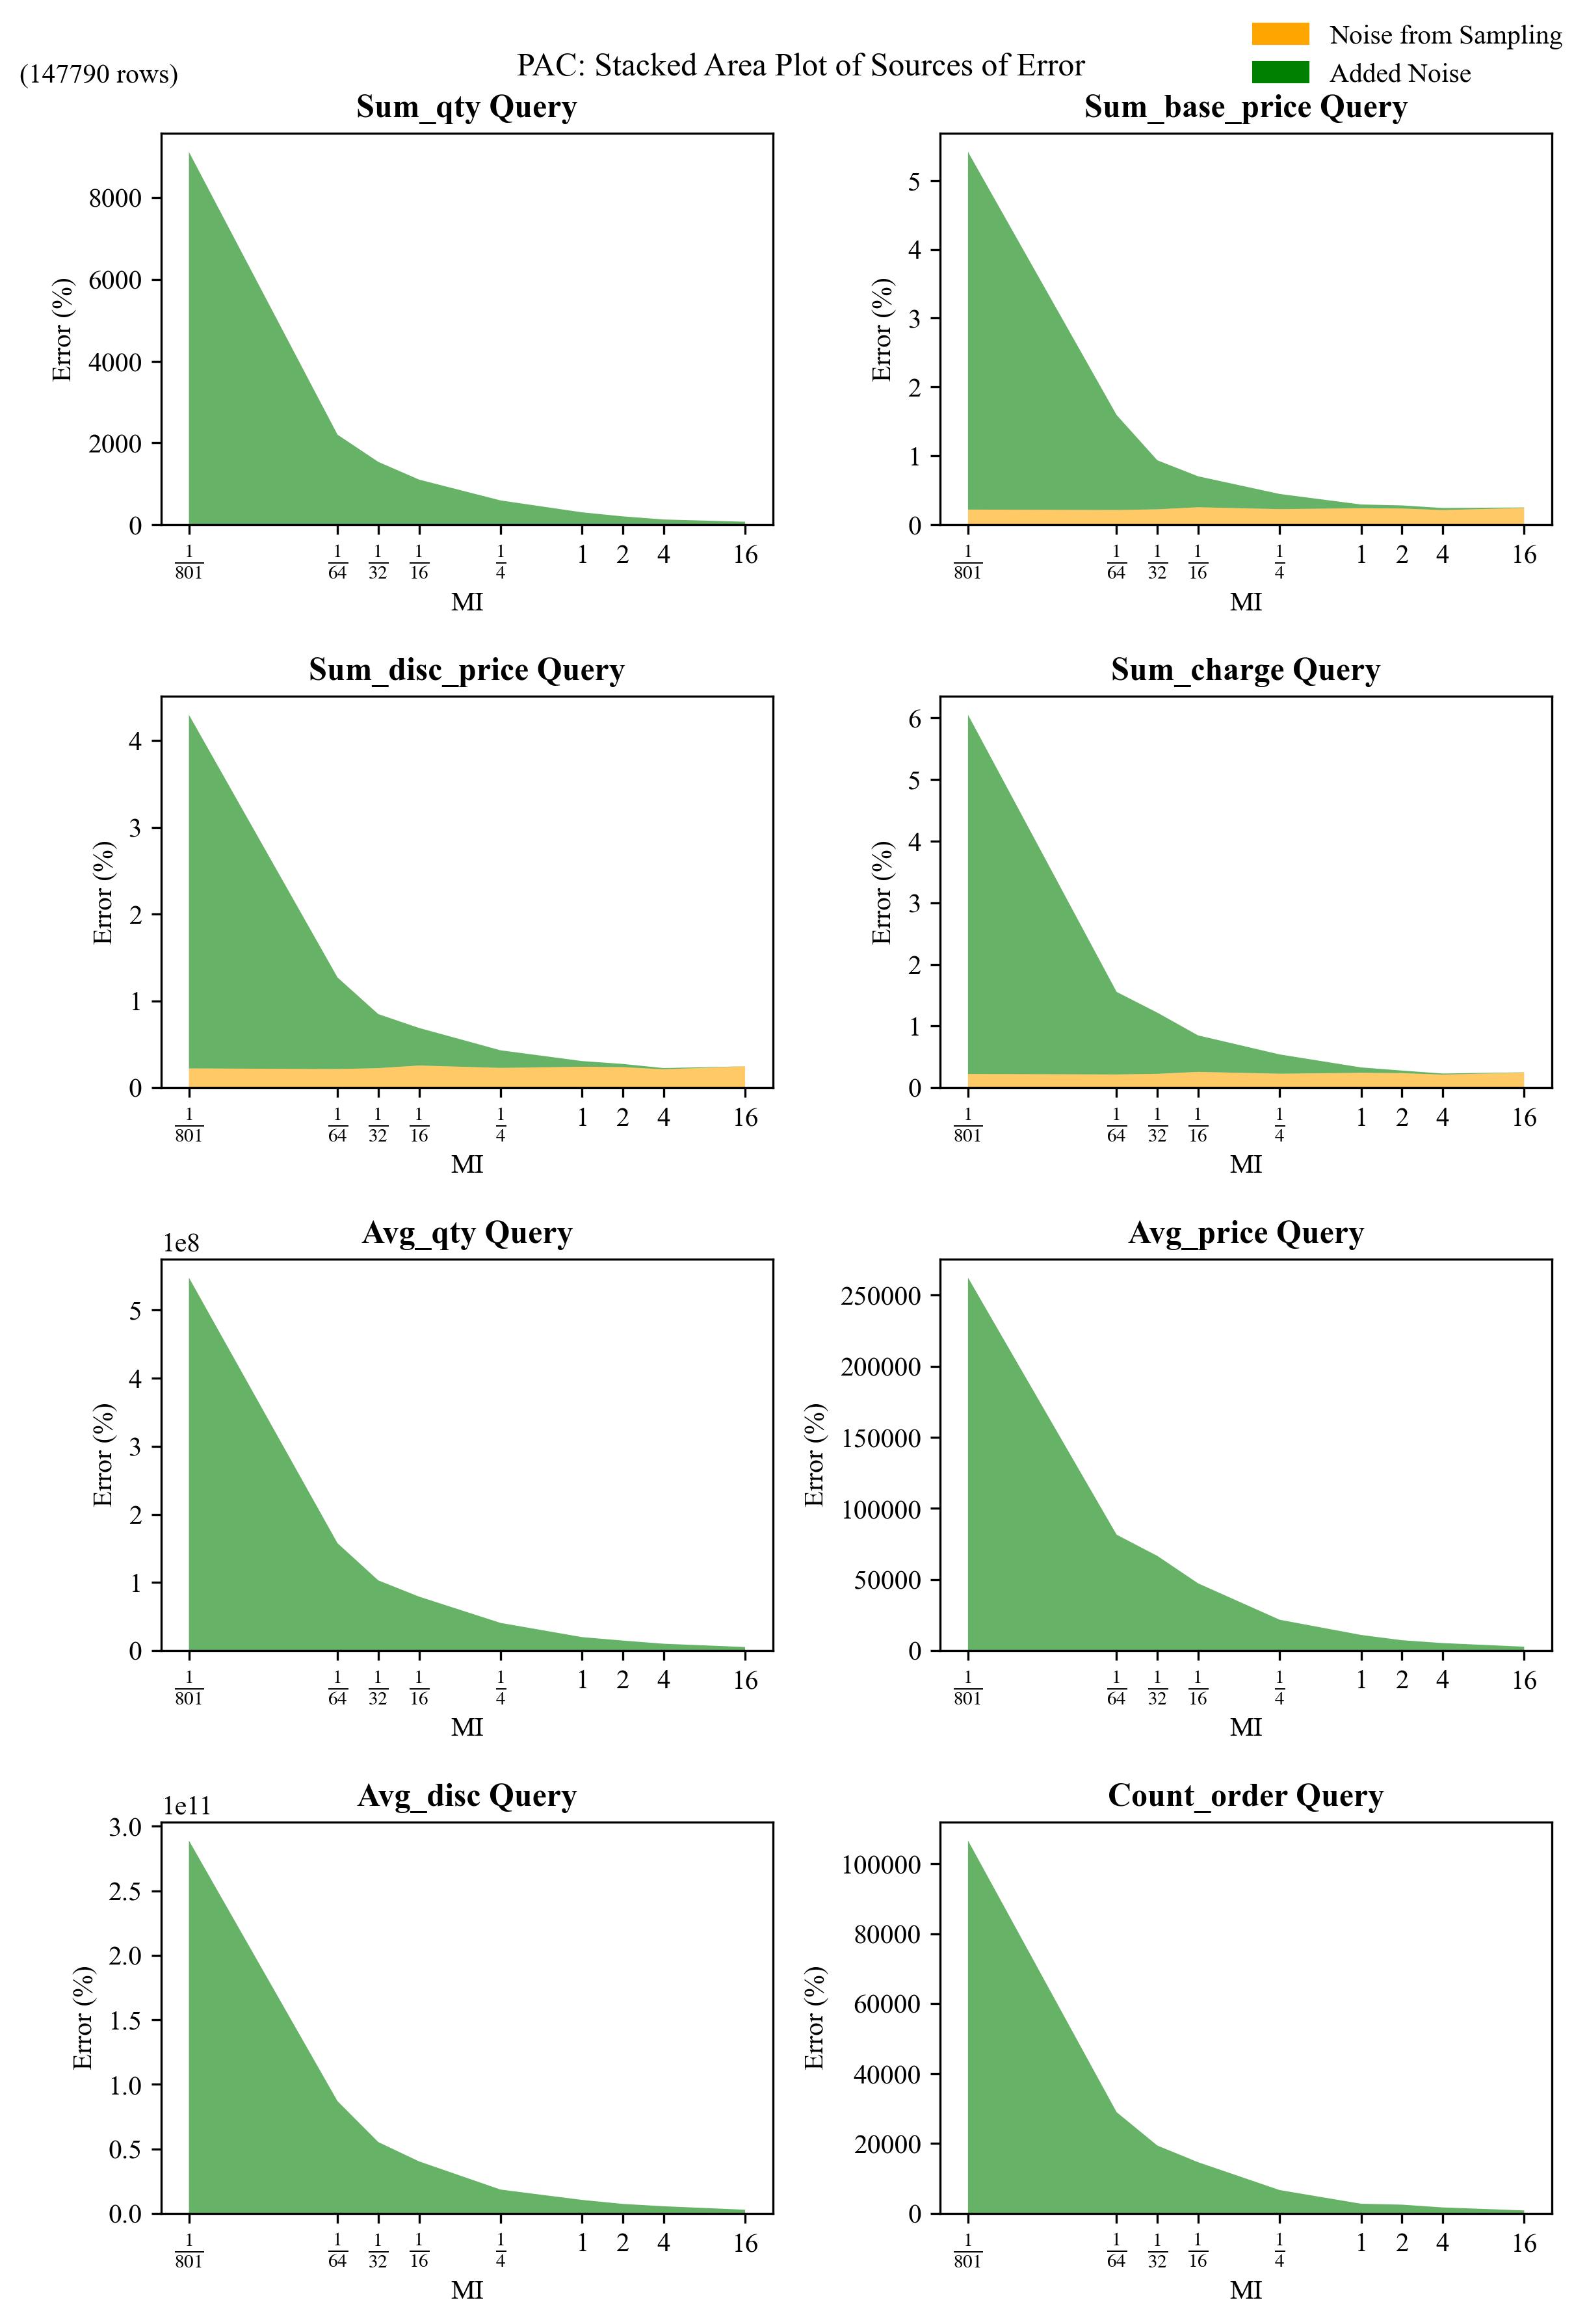 Noise from Sampling
Added Noise
(147790 rows)
PAC: Stacked Area Plot of Sources of Error
Sum_qty Query
Error (%)
8000
6000
4000
2000
0
1/801 1/64 1/32 1/16 1/4 1 2 4 16
MI
Sum_base_price Query
Error (%)
5
4
3
2
1
0
1/801 1/64 1/32 1/16 1/4 1 2 4 16
MI
Sum_disc_price Query
Error (%)
4
3
2
1
0
1/801 1/64 1/32 1/16 1/4 1 2 4 16
MI
Sum_charge Query
Error (%)
6
5
4
3
2
1
0
1/801 1/64 1/32 1/16 1/4 1 2 4 16
MI
Avg_qty Query
1e8
Error (%)
5
4
3
2
1
0
1/801 1/64 1/32 1/16 1/4 1 2 4 16
MI
Avg_price Query
Error (%)
250000
200000
150000
100000
50000
0
1/801 1/64 1/32 1/16 1/4 1 2 4 16
MI
Avg_disc Query
1e11
Error (%)
3.0
2.5
2.0
1.5
1.0
0.5
0.0
1/801 1/64 1/32 1/16 1/4 1 2 4 16
MI
Count_order Query
Error (%)
100000
80000
60000
40000
20000
0
1/801 1/64 1/32 1/16 1/4 1 2 4 16
MI